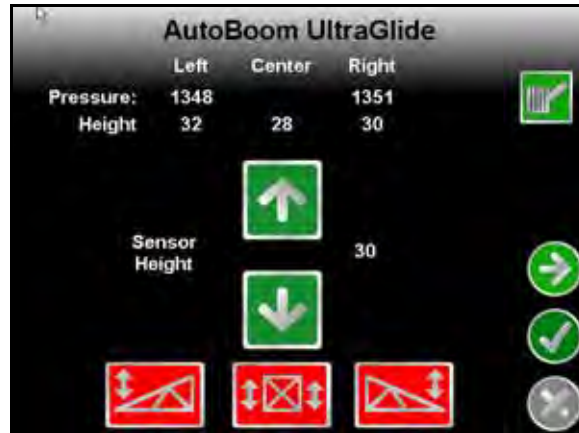 AutoBoom UltraGlide
Left Center Right
Pressure: 1348 1351
Height 32 28 30
Sensor
Height
30